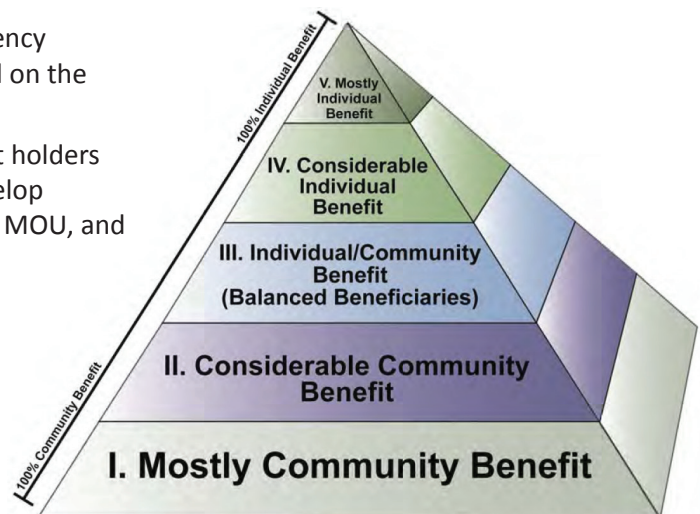 ency
d on the
t holders
elop
MOU, and
100% Individual Benefit
100% Community Benefit
V. Mostly
Individual
Benefit
IV. Considerable
Individual
Benefit
III. Individual/Community
Benefit
(Balanced Beneficiaries)
II. Considerable Community
Benefit
I. Mostly Community Benefit